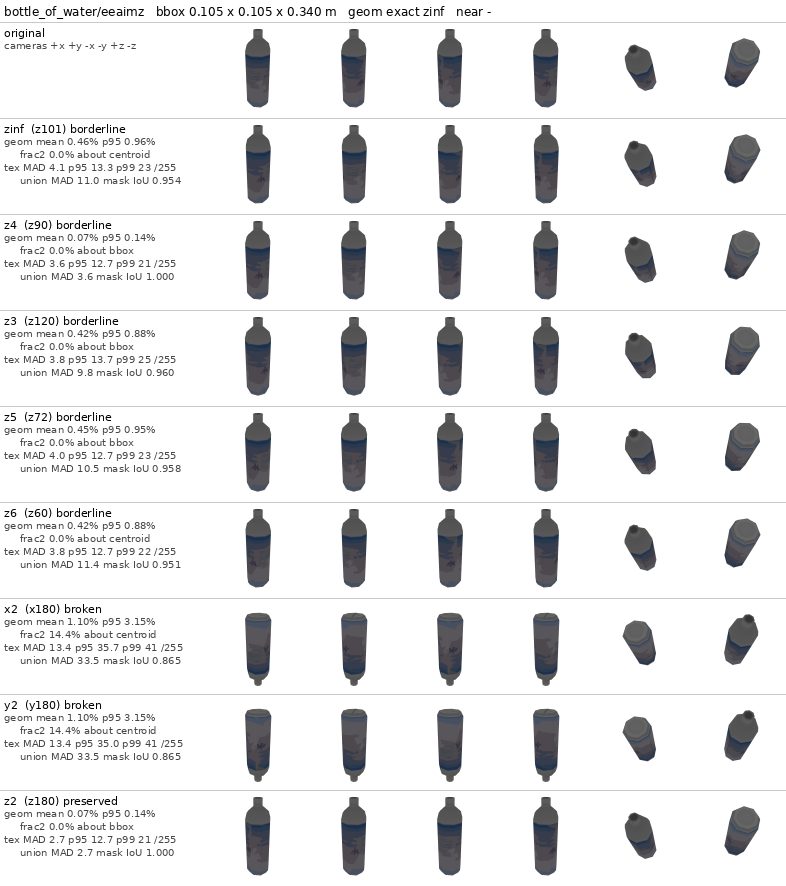 bottle_of_water/eeaimz   bbox 0.105 x 0.105 x 0.340 m   geom exact zinf   near -
original
cameras +x +y -x -y +z -z
zinf  (z101) borderline
geom mean 0.46% p95 0.96%
frac2 0.0% about centroid
tex MAD 4.1 p95 13.3 p99 23 /255
union MAD 11.0 mask IoU 0.954
z4  (z90) borderline
geom mean 0.07% p95 0.14%
frac2 0.0% about bbox
tex MAD 3.6 p95 12.7 p99 21 /255
union MAD 3.6 mask IoU 1.000
z3  (z120) borderline
geom mean 0.42% p95 0.88%
frac2 0.0% about bbox
tex MAD 3.8 p95 13.7 p99 25 /255
union MAD 9.8 mask IoU 0.960
z5  (z72) borderline
geom mean 0.45% p95 0.95%
frac2 0.0% about bbox
tex MAD 4.0 p95 12.7 p99 23 /255
union MAD 10.5 mask IoU 0.958
z6  (z60) borderline
geom mean 0.42% p95 0.88%
frac2 0.0% about centroid
tex MAD 3.8 p95 12.7 p99 22 /255
union MAD 11.4 mask IoU 0.951
x2  (x180) broken
geom mean 1.10% p95 3.15%
frac2 14.4% about centroid
tex MAD 13.4 p95 35.7 p99 41 /255
union MAD 33.5 mask IoU 0.865
y2  (y180) broken
geom mean 1.10% p95 3.15%
frac2 14.4% about centroid
tex MAD 13.4 p95 35.0 p99 41 /255
union MAD 33.5 mask IoU 0.865
z2  (z180) preserved
geom mean 0.07% p95 0.14%
frac2 0.0% about bbox
tex MAD 2.7 p95 12.7 p99 21 /255
union MAD 2.7 mask IoU 1.000